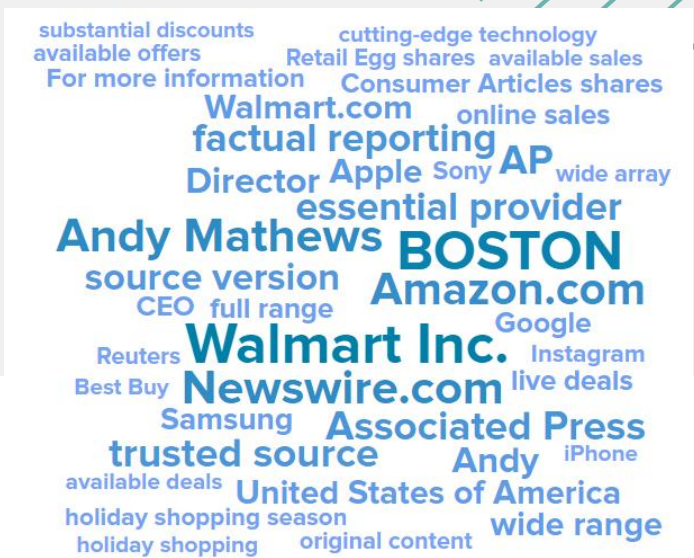 substantial discounts
cutting-edge technology
available offers
Retail Egg shares
available sales
For more information
Consumer Articles shares
Walmart.com
online sales
factual reporting
AP
Director
Apple
Sony
wide array
essential provider
Andy Mathews
BOSTON
source version
Amazon.com
CEO
full range
Google
Walmart Inc.
Reuters
Instagram
Best Buy
Newswire.com
live deals
Samsung
Associated Press
trusted source
Andy
iPhone
available deals
United States of America
holiday shopping season
wide range
holiday shopping
original content